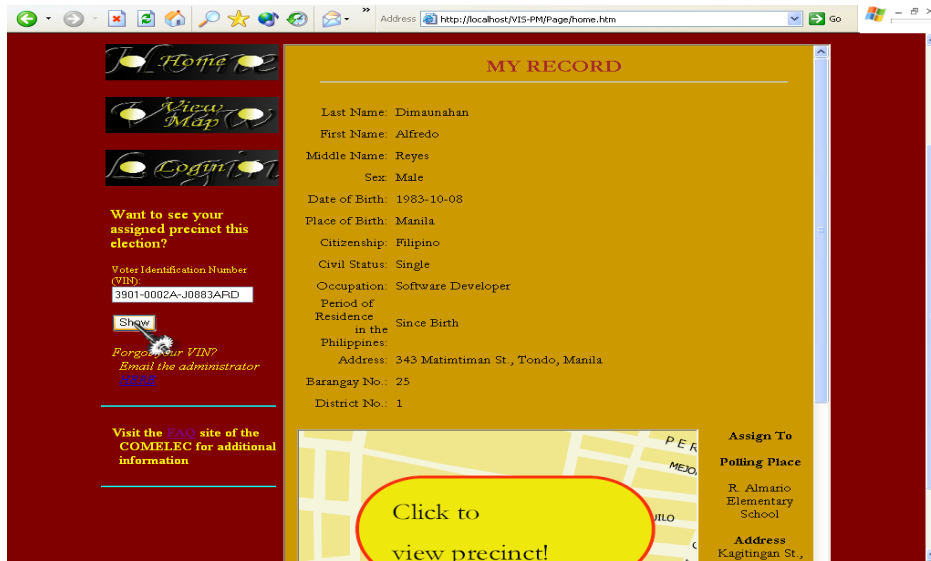 Address http://localhost/VIS-PM/Page/home.htm
Go
Home
View
Map
Login
Want to see your
assigned precinct this
election?
Voter Identification Number
(VIN):
3901-0002A-J0883ARD
Show
Forgot your VIN?
Email the administrator
Visit the FAQ site of the
COMELEC for additional
information
MY RECORD
Last Name: Dimaunahan
First Name: Alfredo
Middle Name: Reyes
Sex: Male
Date of Birth: 1983-10-08
Place of Birth: Manila
Citizenship: Filipino
Civil Status: Single
Occupation: Software Developer
Period of
Residence
in the
Philippines:
Since Birth
Address: 343 Matimtiman St., Tondo, Manila
Barangay No.: 25
District No.: 1
Click to
view precinct!
PER
MEJO
Assign To
Polling Place
R. Almario
Elementary
School
Address
Kagitingan St.,